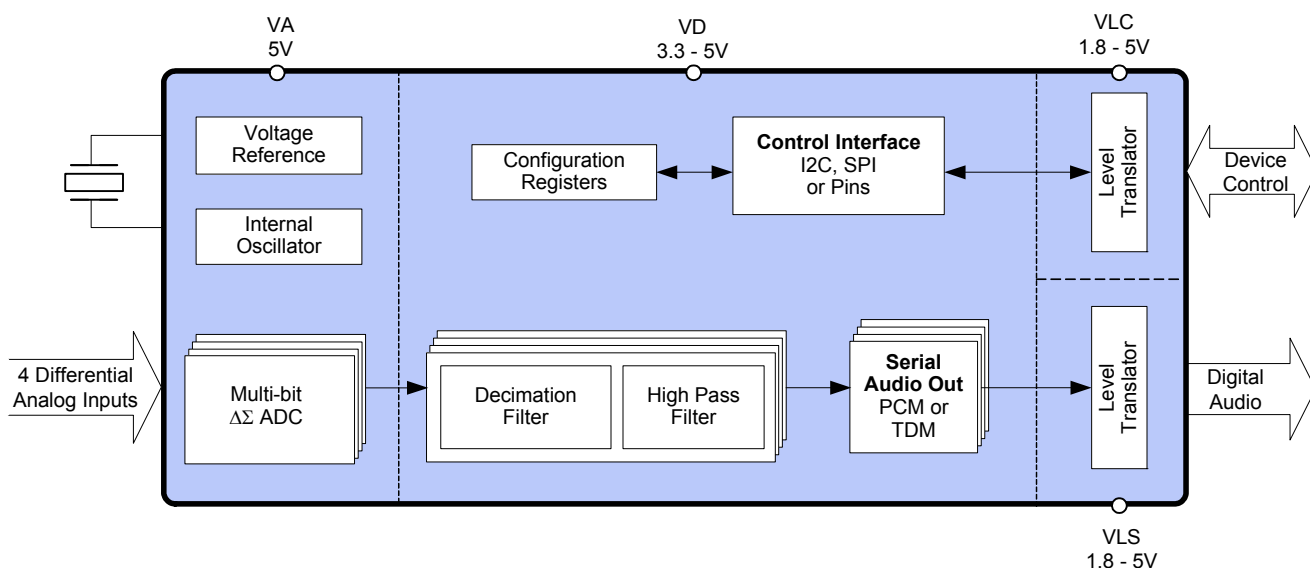 VA
5V
VD
3.3 - 5V
VLC
1.8 - 5V
Voltage
Reference
Internal
Oscillator
Configuration
Registers
Control Interface
I2C, SPI
or Pins
Level
Translator
Device
Control
4 Differential
Analog Inputs
Multi-bit
ΔΣ ADC
Decimation
Filter
High Pass
Filter
Serial
Audio Out
PCM or
TDM
Level
Translator
Digital
Audio
VLS
1.8 - 5V